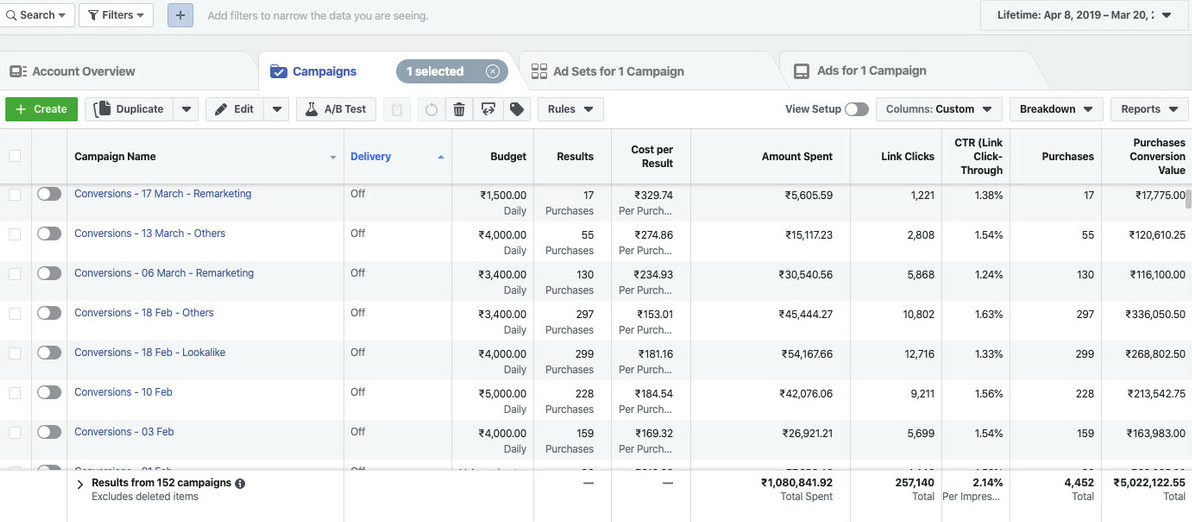 Search Filters + Add filters to narrow the data you are seeing. Lifetime: Apr 8, 2019 – Mar 20,
Account Overview Campaigns 1 selected Ad Sets for 1 Campaign Ads for 1 Campaign
+ Create Duplicate Edit A/B Test Rules View Setup Columns: Custom Breakdown Reports
Campaign Name Delivery Budget Results Cost per Result Amount Spent Link Clicks CTR (Link Click-Through Purchases Purchases Conversion Value
Conversions - 17 March - Remarketing Off ₹1,500.00 17 ₹329.74 ₹5,605.59 1,221 1.38% 17 ₹17,775.00
Daily Purchases Per Purch...
Conversions - 13 March - Others Off ₹4,000.00 55 ₹274.86 ₹15,117.23 2,808 1.54% 55 ₹120,610.25
Daily Purchases Per Purch...
Conversions - 06 March - Remarketing Off ₹3,400.00 130 ₹234.93 ₹30,540.56 5,868 1.24% 130 ₹116,100.00
Daily Purchases Per Purch...
Conversions - 18 Feb - Others Off ₹3,400.00 297 ₹153.01 ₹45,444.27 10,802 1.63% 297 ₹336,050.50
Daily Purchases Per Purch...
Conversions - 18 Feb - Lookalike Off ₹4,000.00 299 ₹181.16 ₹54,167.66 12,716 1.33% 299 ₹268,802.50
Daily Purchases Per Purch...
Conversions - 10 Feb Off ₹5,000.00 228 ₹184.54 ₹42,076.06 9,211 1.56% 228 ₹213,542.75
Daily Purchases Per Purch...
Conversions - 03 Feb Off ₹4,000.00 159 ₹169.32 ₹26,921.21 5,699 1.54% 159 ₹163,983.00
Daily Purchases Per Purch...
Results from 152 campaigns — — ₹1,080,841.92 257,140 2.14% 4,452 ₹5,022,122.55
Excludes deleted items Total Spent Total Per Impres... Total Total